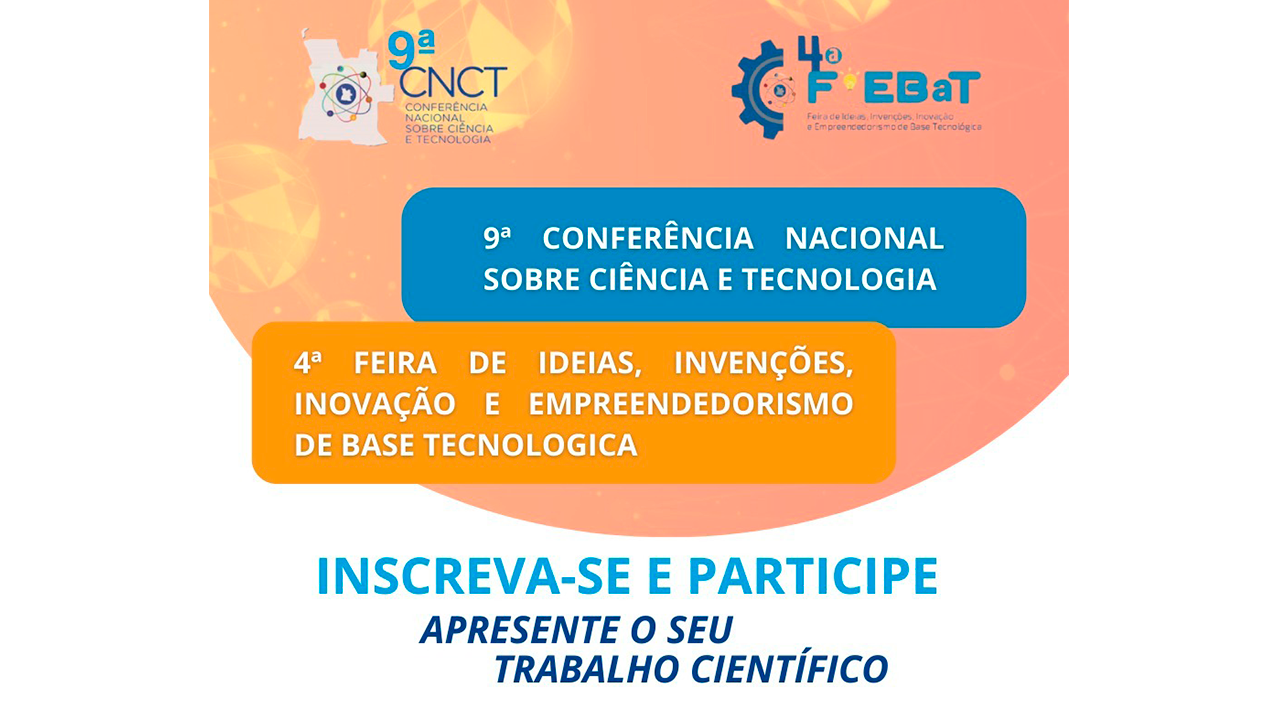 9ª
CNCT
CONFERÊNCIA
NACIONAL
SOBRE CIÊNCIA
E TECNOLOGIA
4ª
FIEBaT
Feira de Ideias, Invenções, Inovação
e Empreendedorismo de Base Tecnológica
9ª CONFERÊNCIA NACIONAL
SOBRE CIÊNCIA E TECNOLOGIA
4ª FEIRA DE IDEIAS, INVENÇÕES,
INOVAÇÃO E EMPREENDEDORISMO
DE BASE TECNOLOGICA
INSCREVA-SE E PARTICIPE
APRESENTE O SEU
TRABALHO CIENTÍFICO